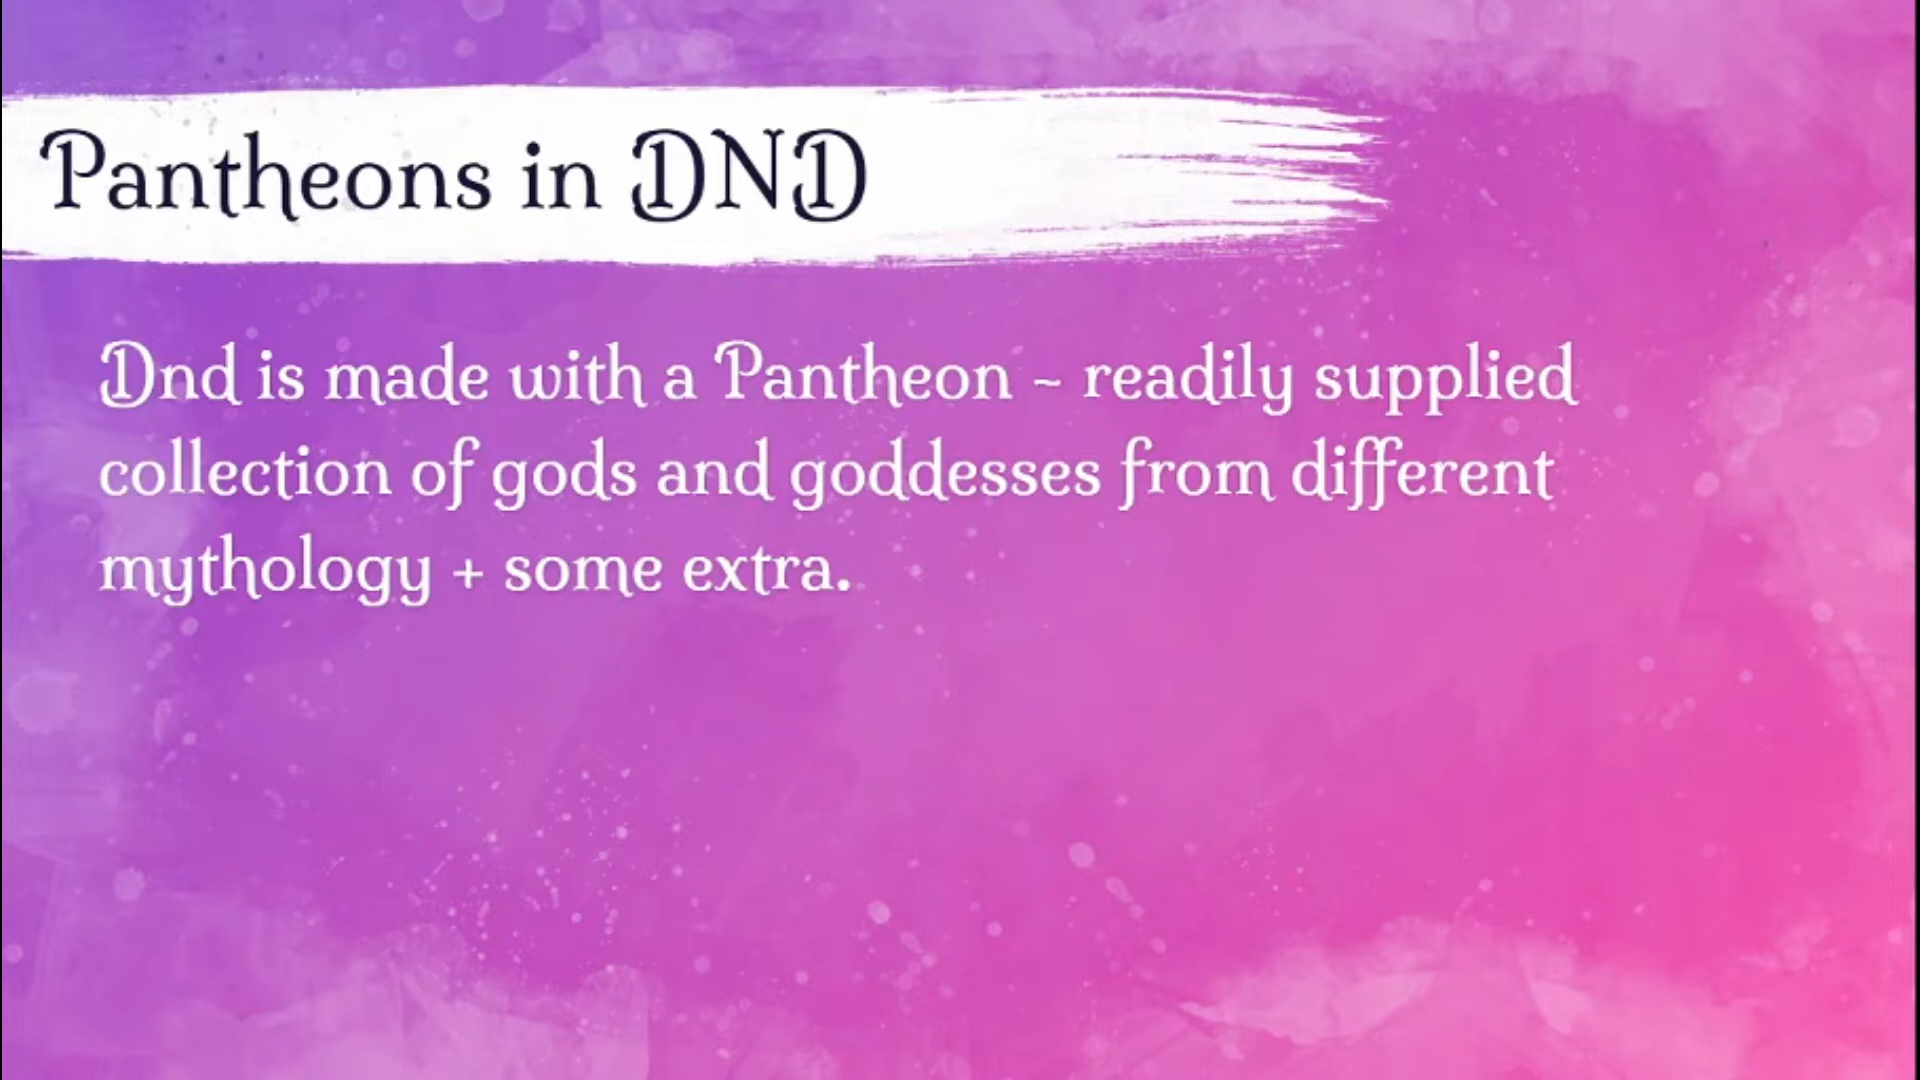 Pantheons in DND
Dnd is made with a Pantheon - readily supplied
collection of gods and goddesses from different
mythology + some extra.